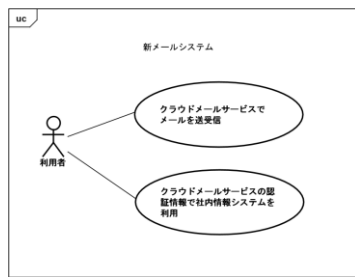 uc
新メールシステム
クラウドメールサービスで
メールを送受信
利用者
クラウドメールサービスの認
証情報で社内情報システムを
利用